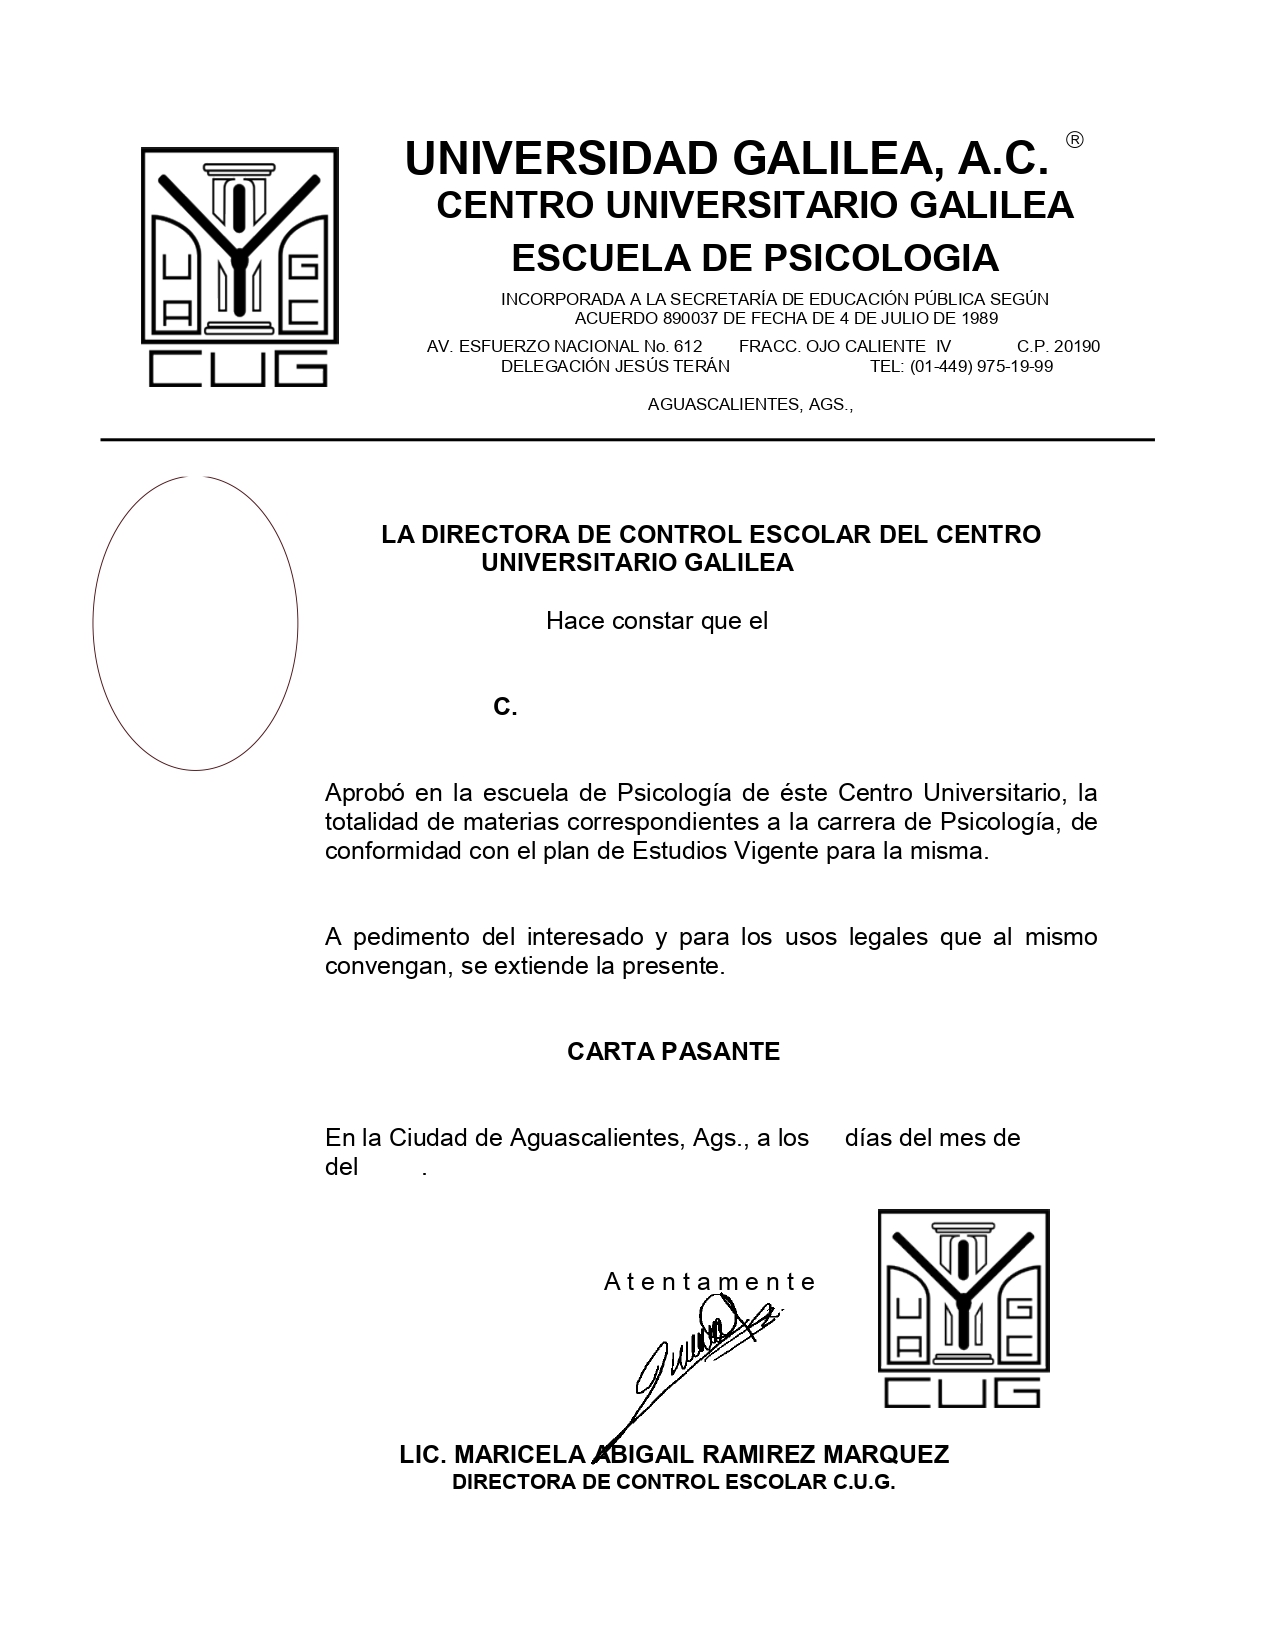 UNIVERSIDAD GALILEA, A.C. ®
CENTRO UNIVERSITARIO GALILEA
ESCUELA DE PSICOLOGIA
INCORPORADA A LA SECRETARÍA DE EDUCACIÓN PÚBLICA SEGÚN
ACUERDO 890037 DE FECHA DE 4 DE JULIO DE 1989
AV. ESFUERZO NACIONAL No. 612 FRACC. OJO CALIENTE IV C.P. 20190
DELEGACIÓN JESÚS TERÁN TEL: (01-449) 975-19-99
AGUASCALIENTES, AGS.,
U G
A C
CUG
LA DIRECTORA DE CONTROL ESCOLAR DEL CENTRO
UNIVERSITARIO GALILEA
Hace constar que el
C.
Aprobó en la escuela de Psicología de éste Centro Universitario, la
totalidad de materias correspondientes a la carrera de Psicología, de
conformidad con el plan de Estudios Vigente para la misma.
A pedimento del interesado y para los usos legales que al mismo
convengan, se extiende la presente.
CARTA PASANTE
En la Ciudad de Aguascalientes, Ags., a los días del mes de
del .
A t e n t a m e n t e
U G
A C
CUG
LIC. MARICELA ABIGAIL RAMIREZ MARQUEZ
DIRECTORA DE CONTROL ESCOLAR C.U.G.